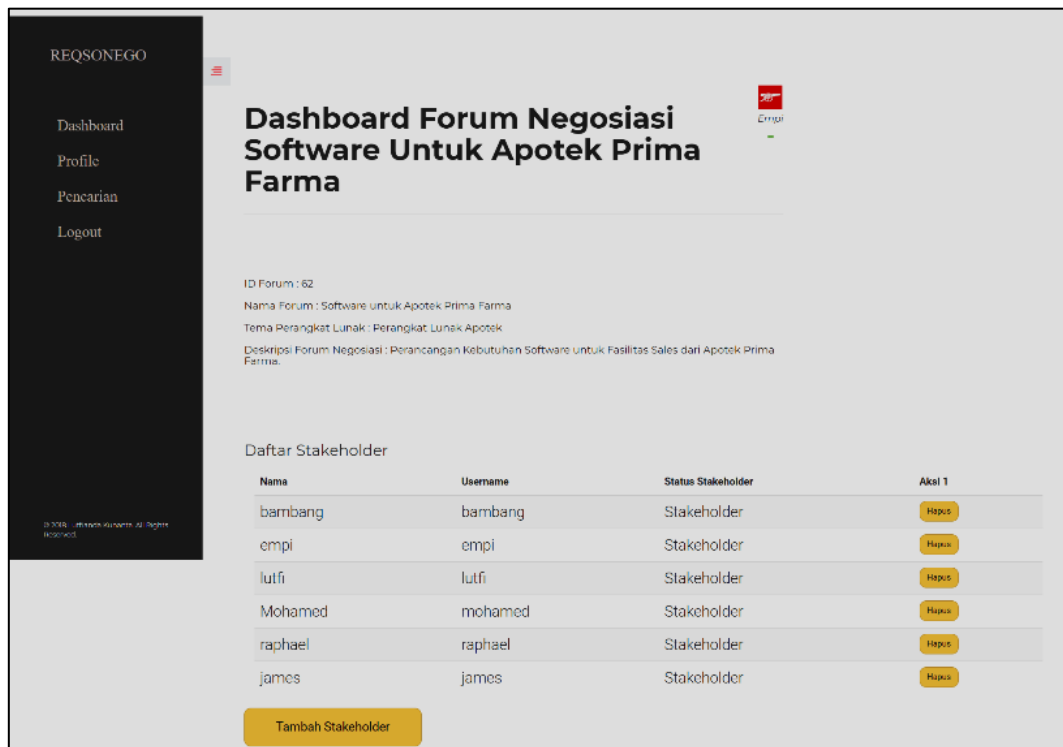 REQSONEGO
Dashboard
Profile
Pencarian
Logout
Reserved.
Empi
Dashboard Forum Negosiasi
Software Untuk Apotek Prima
Farma
ID Forum : 62
Nama Forum : Software untuk Apotek Prima Farma
Tema Perangkat Lunak : Perangkat Lunak Apotek
Deskripsi Forum Negosiasi : Perancangan Kebutuhan Software untuk Fasilitas Sales dari Apotek Prima
Farma.
Daftar Stakeholder
Nama Username Status Stakeholder Aksi 1
bambang bambang Stakeholder Hapus
empi empi Stakeholder Hapus
lutfi lutfi Stakeholder Hapus
Mohamed mohamed Stakeholder Hapus
raphael raphael Stakeholder Hapus
james james Stakeholder Hapus
Tambah Stakeholder